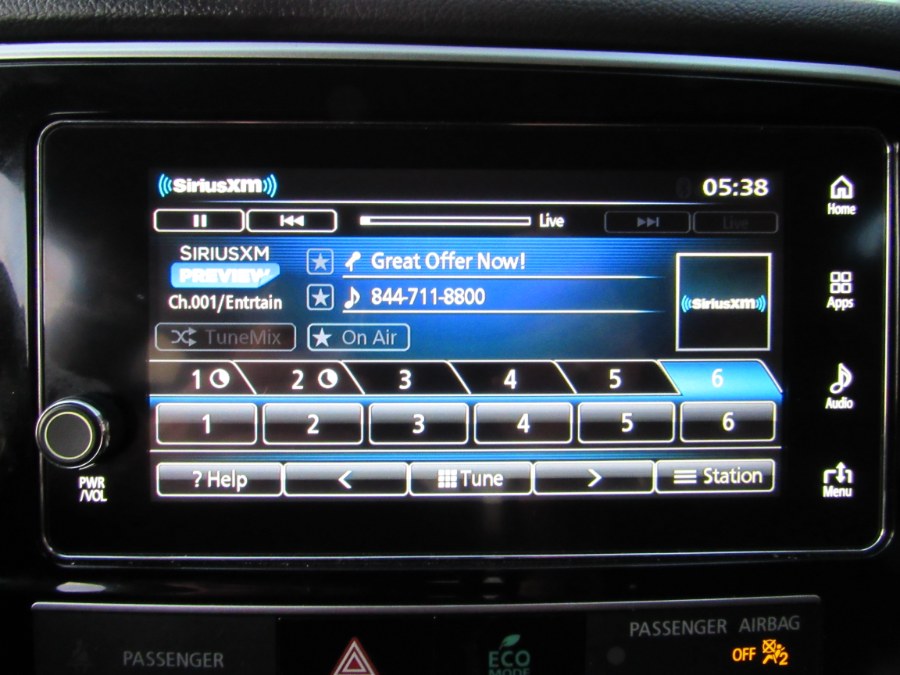 SiriusXM
05:38
Live
Live
SIRIUSXM
PREVIEW
Ch.001/Entrtain
Great Offer Now!
844-711-8800
SiriusXM
TuneMix
On Air
1 2 3 4 5 6
1 2 3 4 5 6
? Help < Tune > Station
PWR
/VOL
Home
Apps
Audio
Menu
PASSENGER
ECO
MODE
PASSENGER AIRBAG
OFF 2